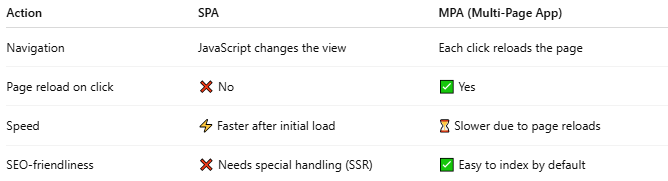 Action SPA MPA (Multi-Page App)
Navigation JavaScript changes the view Each click reloads the page
Page reload on click ❌ No ✅ Yes
Speed ⚡ Faster after initial load ⏳ Slower due to page reloads
SEO-friendliness ❌ Needs special handling (SSR) ✅ Easy to index by default